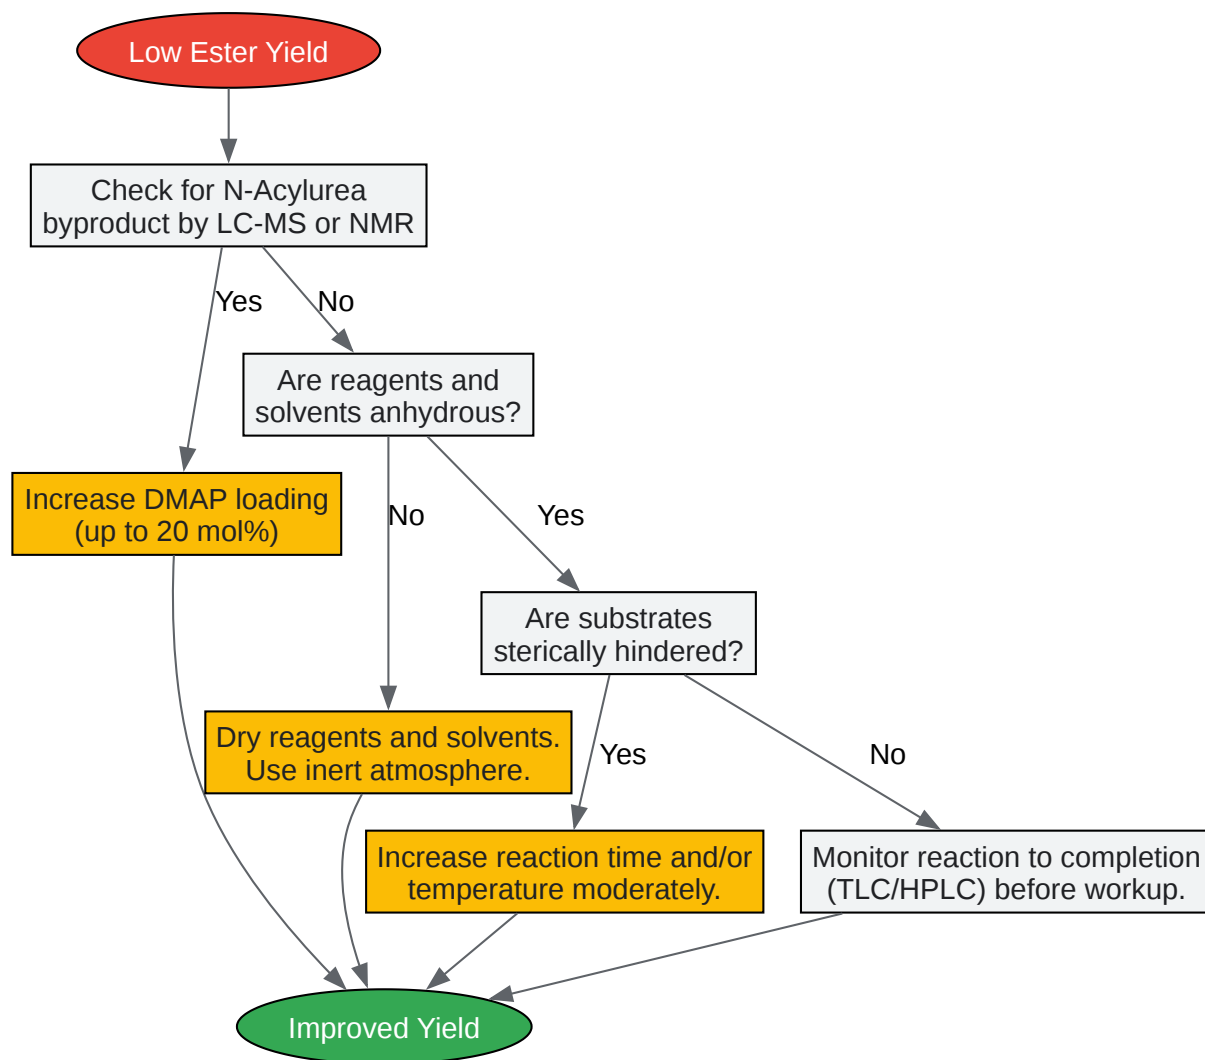 Low Ester Yield
Check for N-Acylurea
byproduct by LC-MS or NMR
Yes
No
Are reagents and
solvents anhydrous?
Increase DMAP loading
(up to 20 mol%)
No
Yes
Are substrates
sterically hindered?
Dry reagents and solvents.
Use inert atmosphere.
Yes
No
Increase reaction time and/or
temperature moderately.
Monitor reaction to completion
(TLC/HPLC) before workup.
Improved Yield